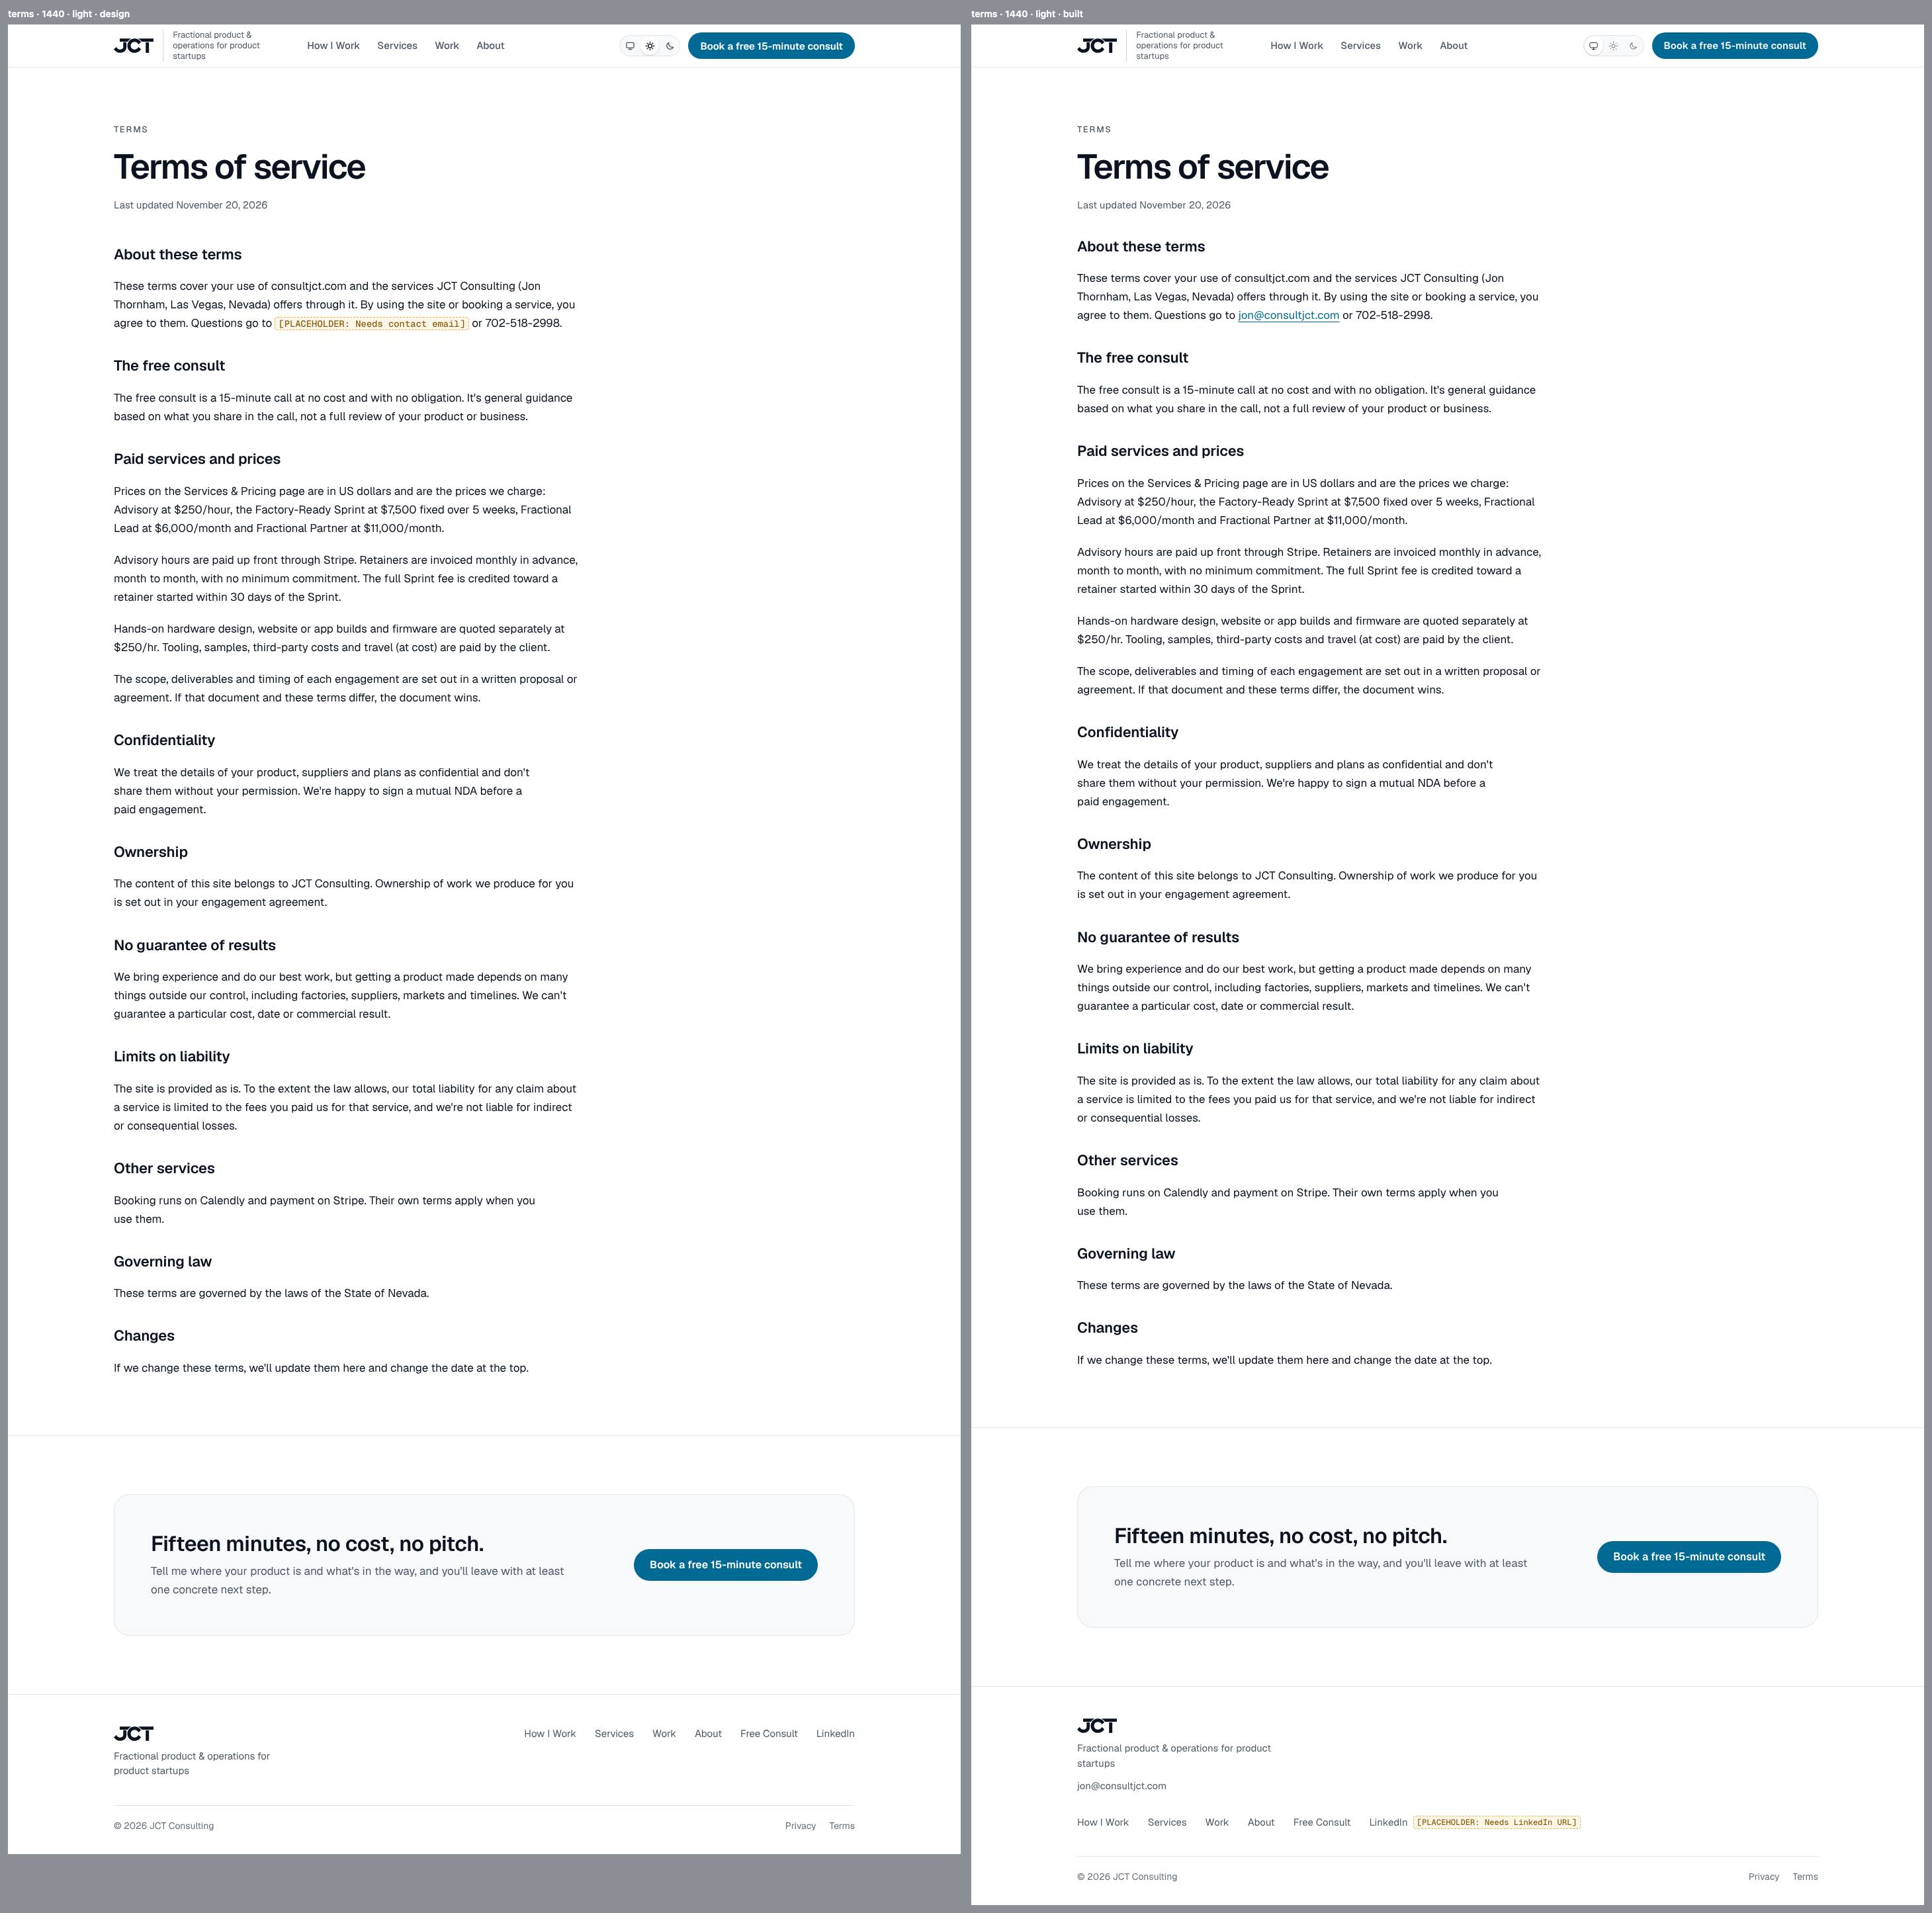 terms · 1440 · light · design
JCT
Fractional product &
operations for product
startups
How I Work
Services
Work
About
Book a free 15-minute consult
TERMS
Terms of service
Last updated November 20, 2026
About these terms
These terms cover your use of consultjct.com and the services JCT Consulting (Jon
Thornham, Las Vegas, Nevada) offers through it. By using the site or booking a service, you
agree to them. Questions go to [PLACEHOLDER: Needs contact email] or 702-518-2998.
The free consult
The free consult is a 15-minute call at no cost and with no obligation. It's general guidance
based on what you share in the call, not a full review of your product or business.
Paid services and prices
Prices on the Services & Pricing page are in US dollars and are the prices we charge:
Advisory at $250/hour, the Factory-Ready Sprint at $7,500 fixed over 5 weeks, Fractional
Lead at $6,000/month and Fractional Partner at $11,000/month.
Advisory hours are paid up front through Stripe. Retainers are invoiced monthly in advance,
month to month, with no minimum commitment. The full Sprint fee is credited toward a
retainer started within 30 days of the Sprint.
Hands-on hardware design, website or app builds and firmware are quoted separately at
$250/hr. Tooling, samples, third-party costs and travel (at cost) are paid by the client.
The scope, deliverables and timing of each engagement are set out in a written proposal or
agreement. If that document and these terms differ, the document wins.
Confidentiality
We treat the details of your product, suppliers and plans as confidential and don't
share them without your permission. We're happy to sign a mutual NDA before a
paid engagement.
Ownership
The content of this site belongs to JCT Consulting. Ownership of work we produce for you
is set out in your engagement agreement.
No guarantee of results
We bring experience and do our best work, but getting a product made depends on many
things outside our control, including factories, suppliers, markets and timelines. We can't
guarantee a particular cost, date or commercial result.
Limits on liability
The site is provided as is. To the extent the law allows, our total liability for any claim about
a service is limited to the fees you paid us for that service, and we're not liable for indirect
or consequential losses.
Other services
Booking runs on Calendly and payment on Stripe. Their own terms apply when you
use them.
Governing law
These terms are governed by the laws of the State of Nevada.
Changes
If we change these terms, we'll update them here and change the date at the top.
Fifteen minutes, no cost, no pitch.
Tell me where your product is and what's in the way, and you'll leave with at least
one concrete next step.
Book a free 15-minute consult
JCT
Fractional product & operations for
product startups
How I Work
Services
Work
About
Free Consult
LinkedIn
© 2026 JCT Consulting
Privacy
Terms
terms · 1440 · light · built
JCT
Fractional product &
operations for product
startups
How I Work
Services
Work
About
Book a free 15-minute consult
TERMS
Terms of service
Last updated November 20, 2026
About these terms
These terms cover your use of consultjct.com and the services JCT Consulting (Jon
Thornham, Las Vegas, Nevada) offers through it. By using the site or booking a service, you
agree to them. Questions go to jon@consultjct.com or 702-518-2998.
The free consult
The free consult is a 15-minute call at no cost and with no obligation. It's general guidance
based on what you share in the call, not a full review of your product or business.
Paid services and prices
Prices on the Services & Pricing page are in US dollars and are the prices we charge:
Advisory at $250/hour, the Factory-Ready Sprint at $7,500 fixed over 5 weeks, Fractional
Lead at $6,000/month and Fractional Partner at $11,000/month.
Advisory hours are paid up front through Stripe. Retainers are invoiced monthly in advance,
month to month, with no minimum commitment. The full Sprint fee is credited toward a
retainer started within 30 days of the Sprint.
Hands-on hardware design, website or app builds and firmware are quoted separately at
$250/hr. Tooling, samples, third-party costs and travel (at cost) are paid by the client.
The scope, deliverables and timing of each engagement are set out in a written proposal or
agreement. If that document and these terms differ, the document wins.
Confidentiality
We treat the details of your product, suppliers and plans as confidential and don't
share them without your permission. We're happy to sign a mutual NDA before a
paid engagement.
Ownership
The content of this site belongs to JCT Consulting. Ownership of work we produce for you
is set out in your engagement agreement.
No guarantee of results
We bring experience and do our best work, but getting a product made depends on many
things outside our control, including factories, suppliers, markets and timelines. We can't
guarantee a particular cost, date or commercial result.
Limits on liability
The site is provided as is. To the extent the law allows, our total liability for any claim about
a service is limited to the fees you paid us for that service, and we're not liable for indirect
or consequential losses.
Other services
Booking runs on Calendly and payment on Stripe. Their own terms apply when you
use them.
Governing law
These terms are governed by the laws of the State of Nevada.
Changes
If we change these terms, we'll update them here and change the date at the top.
Fifteen minutes, no cost, no pitch.
Tell me where your product is and what's in the way, and you'll leave with at least
one concrete next step.
Book a free 15-minute consult
JCT
Fractional product & operations for product
startups
jon@consultjct.com
How I Work
Services
Work
About
Free Consult
LinkedIn [PLACEHOLDER: Needs LinkedIn URL]
© 2026 JCT Consulting
Privacy
Terms